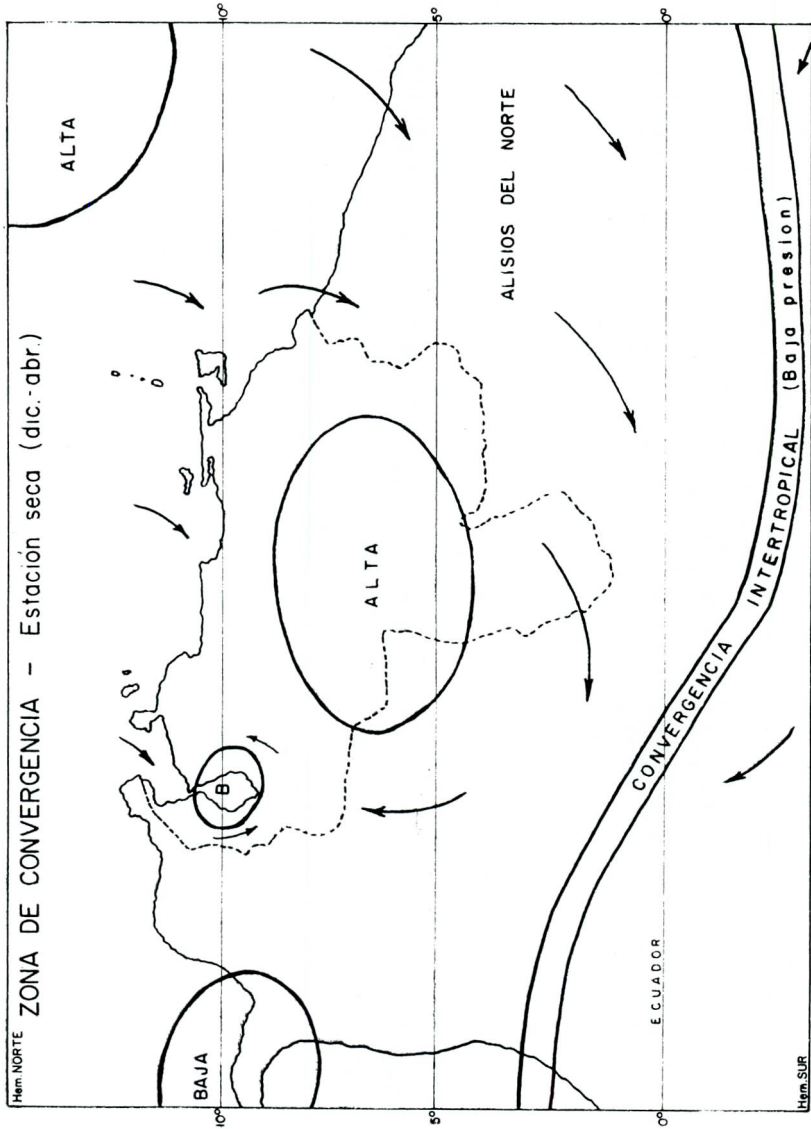 Hem. NORTE
ZONA DE CONVERGENCIA - Estación seca (dic.-abr.)
ALTA
BAJA
10°
10°
B
ALTA
ALISIOS DEL NORTE
5°
5°
CONVERGENCIA INTERTROPICAL (Baja presion)
ECUADOR
0°
0°
Hem. SUR